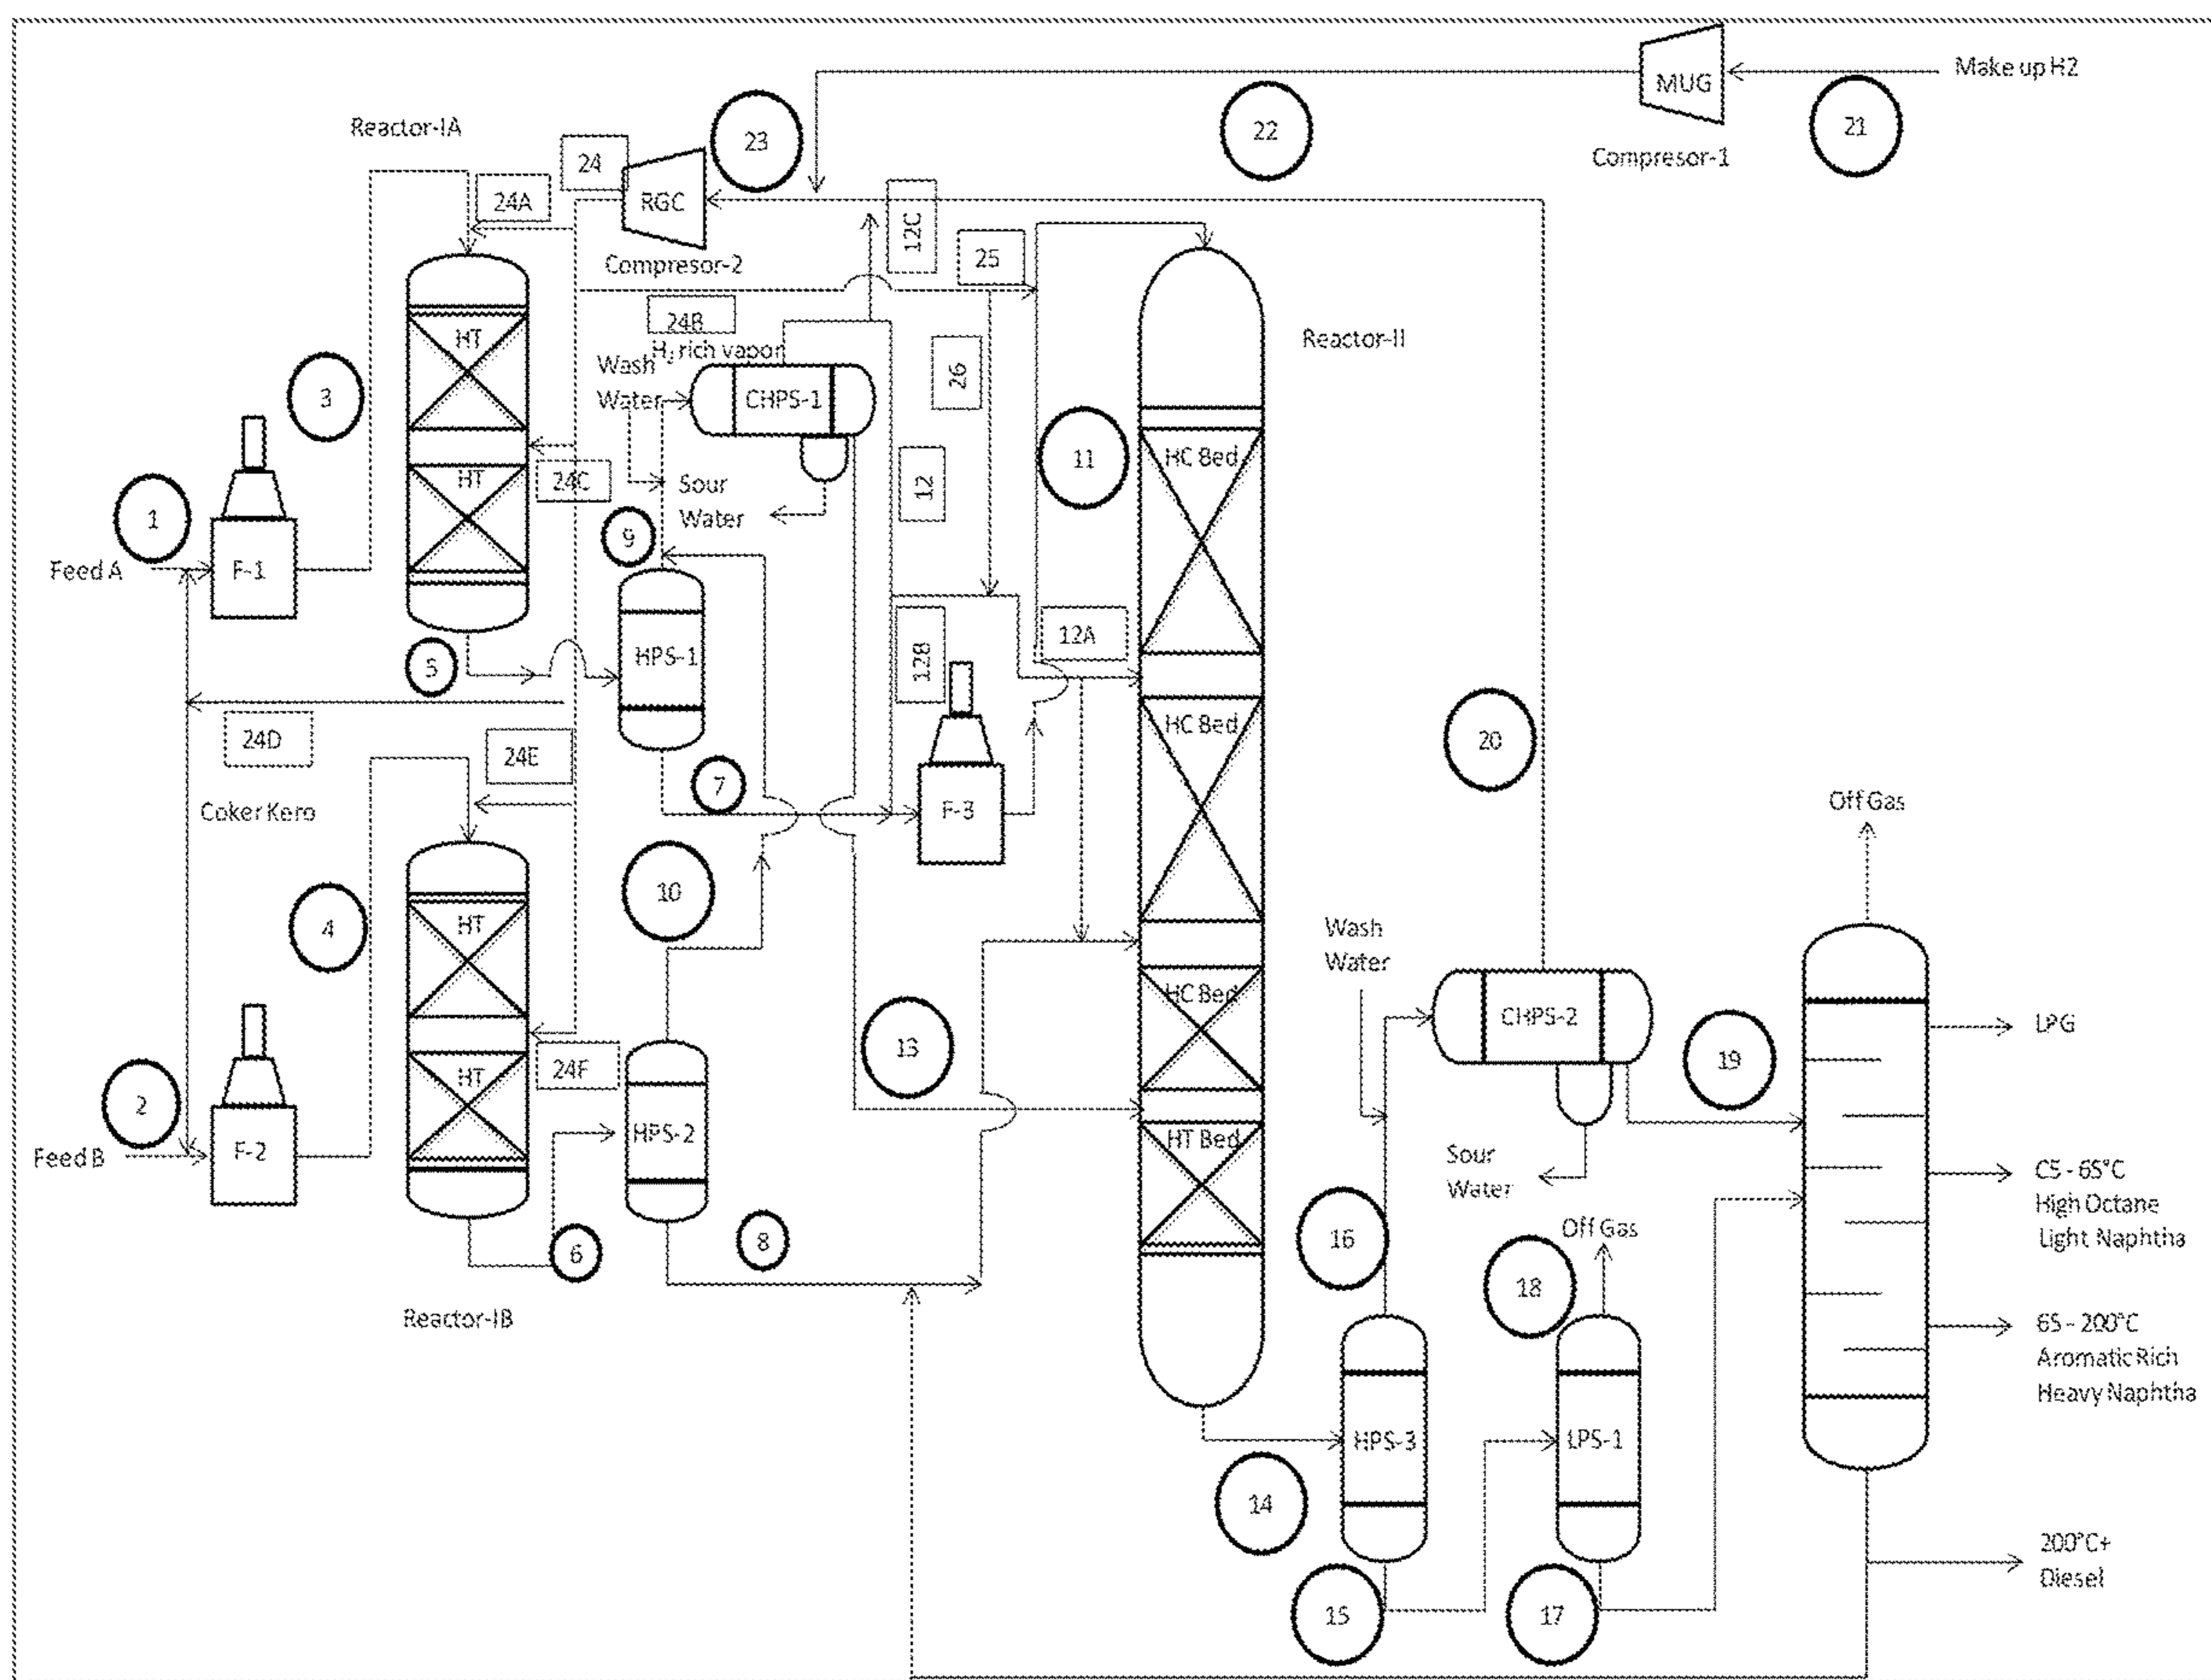 Make up H2
MUG
21
22
Compresor-1
23
Reactor-IA
24
RGC
24A
12C
25
Compresor-2
24B
H2 rich vapor
Wash
Water
CHPS-1
26
Reactor-II
HT
3
11
HC Bed
HT
24C
12
Sour
Water
1
9
Feed A
F-1
12B
12A
5
HPS-1
HC Bed
24D
24E
20
7
Coker Kero
F-3
Off Gas
10
4
HT
Wash
Water
HC Bed
CHPS-2
LPG
13
19
HT
24F
2
HPS-2
HT Bed
Feed B
F-2
Sour
Water
C5 - 65°C
High Octane
Light Naphtha
6
8
16
Off Gas
18
Reactor-IB
65 - 200°C
Aromatic Rich
Heavy Naphtha
HPS-3
LPS-1
14
200°C+
Diesel
15
17